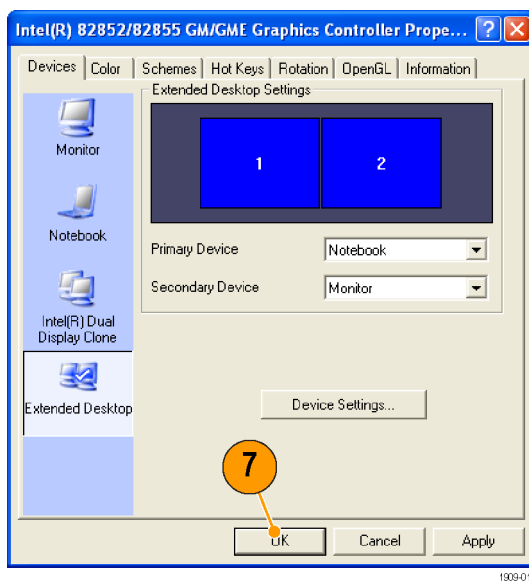 Intel(R) 82852/82855 GM/GME Graphics Controller Prope...
Devices Color Schemes Hot Keys Rotation OpenGL Information
Extended Desktop Settings
1 2
Monitor
Notebook
Primary Device Notebook
Secondary Device Monitor
Intel(R) Dual
Display Clone
Extended Desktop
Device Settings...
7
OK Cancel Apply